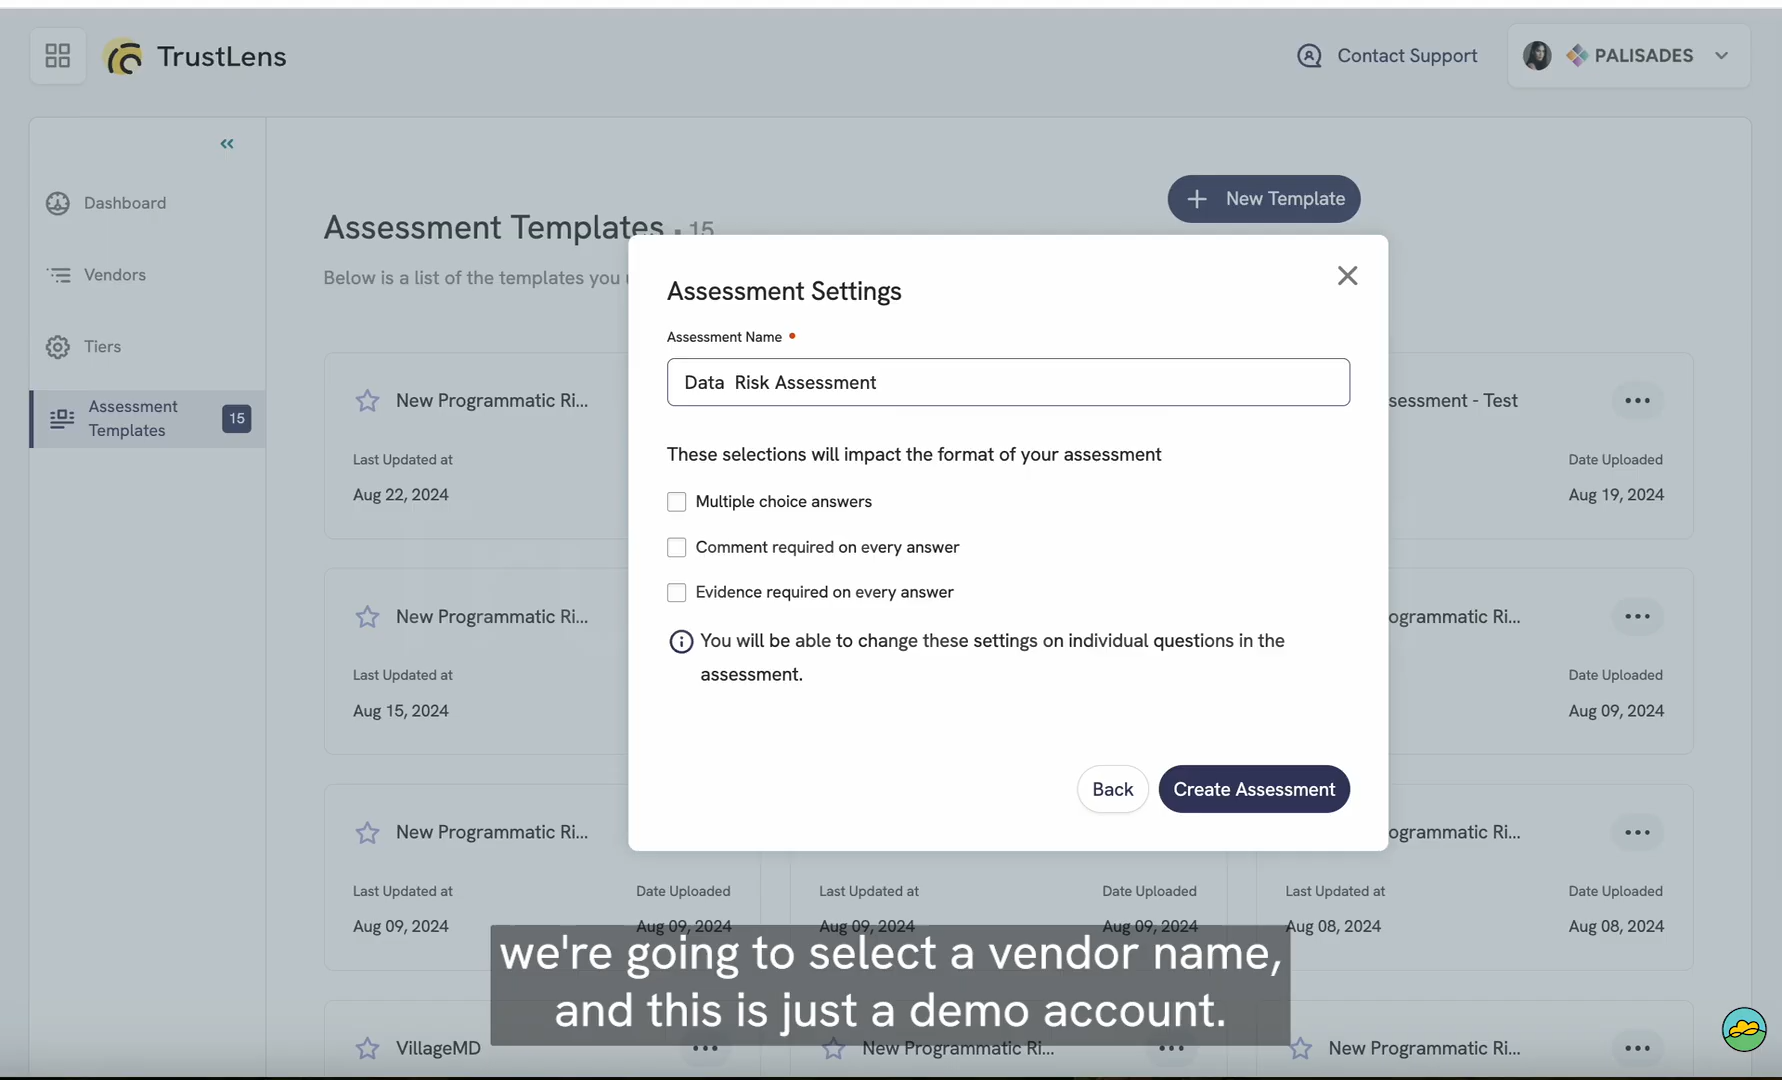 TrustLens
Contact Support
PALISADES
Dashboard
Vendors
Tiers
Assessment
Templates
15
Assessment Templates • 15
Below is a list of the templates you
New Template
Assessment Settings
Assessment Name
Data  Risk Assessment
These selections will impact the format of your assessment
Multiple choice answers
Comment required on every answer
Evidence required on every answer
You will be able to change these settings on individual questions in the
assessment.
Back
Create Assessment
New Programmatic Ri...
Last Updated at
Aug 22, 2024
sessment - Test
Date Uploaded
Aug 19, 2024
New Programmatic Ri...
Last Updated at
Aug 15, 2024
ogrammatic Ri...
Date Uploaded
Aug 09, 2024
New Programmatic Ri...
Last Updated at
Date Uploaded
Aug 09, 2024
Aug 09, 2024
Last Updated at
Date Uploaded
Aug 09, 2024
Aug 09, 2024
ogrammatic Ri...
Last Updated at
Date Uploaded
Aug 08, 2024
Aug 08, 2024
VillageMD
New Programmatic Ri...
New Programmatic Ri...
we're going to select a vendor name,
and this is just a demo account.